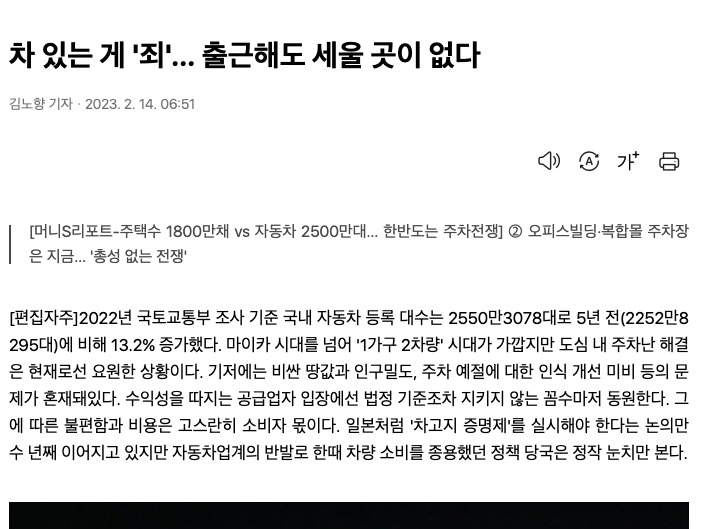 차 있는 게 '죄'... 출근해도 세울 곳이 없다
김노향 기자 · 2023. 2. 14. 06:51
A 가+
[머니S리포트-주택수 1800만채 vs 자동차 2500만대... 한반도는 주차전쟁] ② 오피스빌딩·복합몰 주차장
은 지금... '총성 없는 전쟁'
[편집자주]2022년 국토교통부 조사 기준 국내 자동차 등록 대수는 2550만3078대로 5년 전(2252만8
295대)에 비해 13.2% 증가했다. 마이카 시대를 넘어 '1가구 2차량' 시대가 가깝지만 도심 내 주차난 해결
은 현재로선 요원한 상황이다. 기저에는 비싼 땅값과 인구밀도, 주차 예절에 대한 인식 개선 미비 등의 문
제가 혼재돼있다. 수익성을 따지는 공급업자 입장에선 법정 기준조차 지키지 않는 꼼수마저 동원한다. 그
에 따른 불편함과 비용은 고스란히 소비자 몫이다. 일본처럼 '차고지 증명제'를 실시해야 한다는 논의만
수 년째 이어지고 있지만 자동차업계의 반발로 한때 차량 소비를 종용했던 정책 당국은 정작 눈치만 본다.